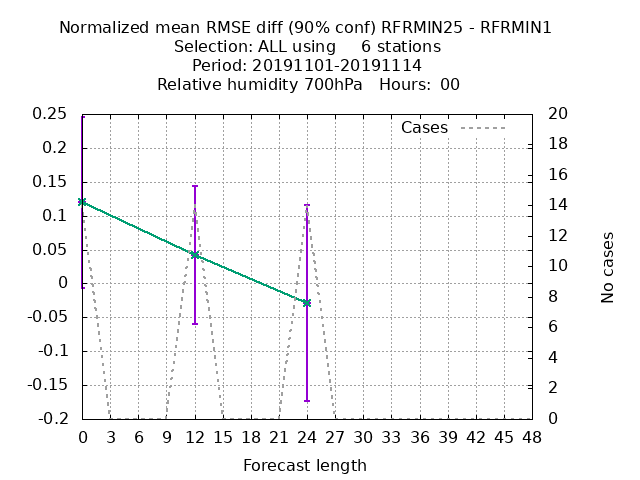 Normalized mean RMSE diff (90% conf) RFRMIN25 - RFRMIN1
Selection: ALL using 6 stations
Period: 20191101-20191114
Relative humidity 700hPa Hours: 00
Cases
0.25
0.2
0.15
0.1
0.05
0
-0.05
-0.1
-0.15
-0.2
20
18
16
14
12
10
8
6
4
2
0
No cases
0 3 6 9 12 15 18 21 24 27 30 33 36 39 42 45 48
Forecast length